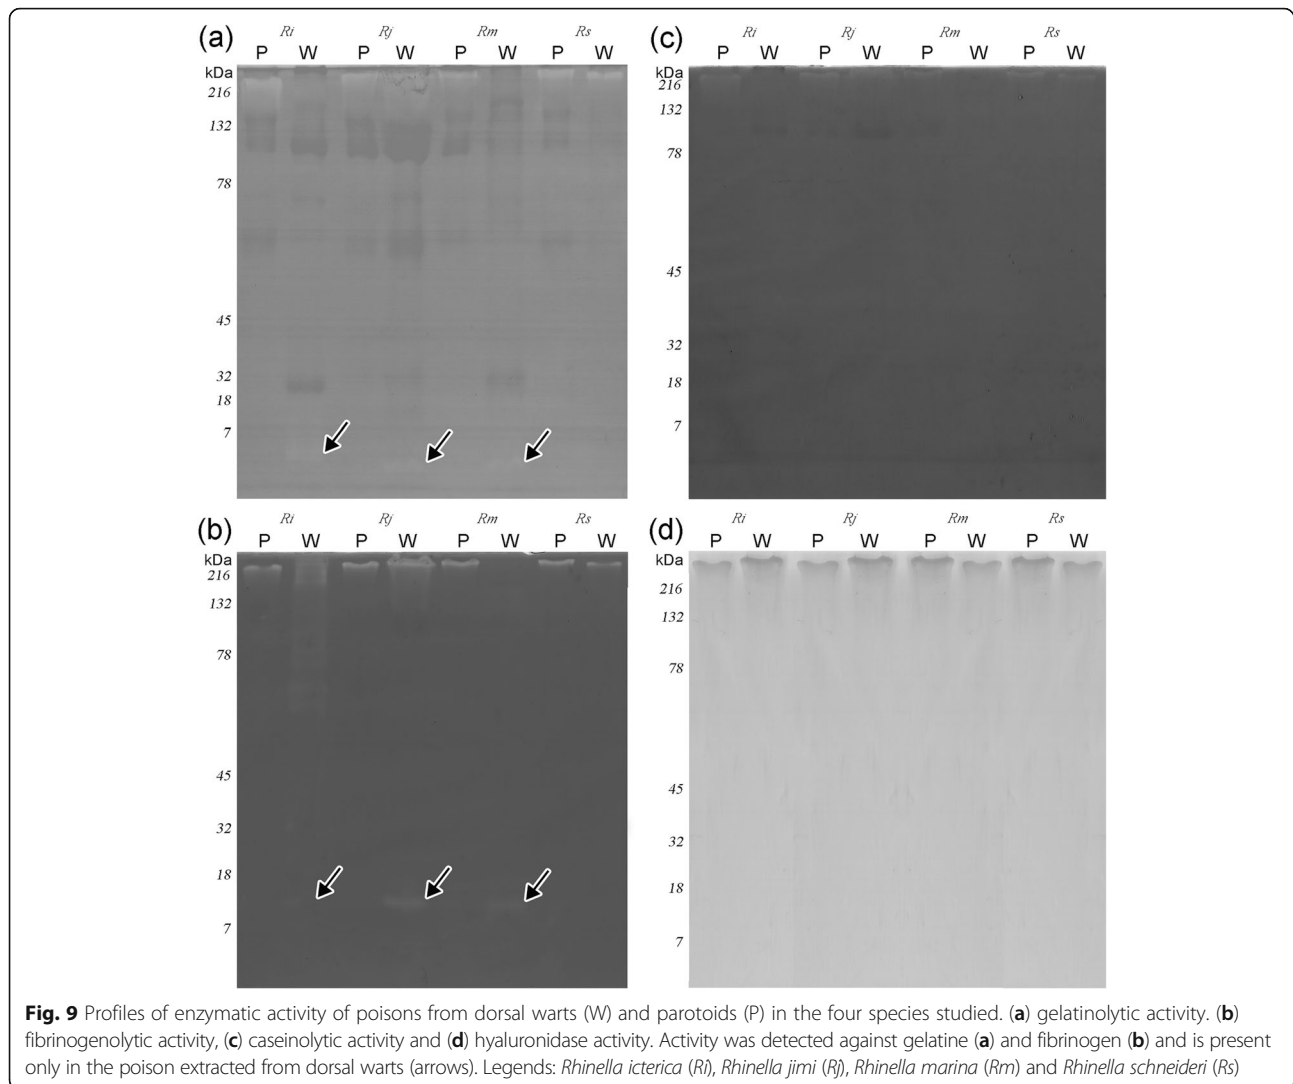 (a) Ri Rj Rm Rs
P W P W P W P W
kDa
216
132
78
45
32
18
7
(c) Ri Rj Rm Rs
P W P W P W P W
kDa
216
132
78
45
32
18
7
(b) Ri Rj Rm Rs
P W P W P W P W
kDa
216
132
78
45
32
18
7
(d) Ri Rj Rm Rs
P W P W P W P W
kDa
216
132
78
45
32
18
7
Fig. 9 Profiles of enzymatic activity of poisons from dorsal warts (W) and parotoids (P) in the four species studied. (a) gelatinolytic activity. (b)
fibrinogenolytic activity, (c) caseinolytic activity and (d) hyaluronidase activity. Activity was detected against gelatine (a) and fibrinogen (b) and is present
only in the poison extracted from dorsal warts (arrows). Legends: Rhinella icterica (Ri), Rhinella jimi (Rj), Rhinella marina (Rm) and Rhinella schneideri (Rs)